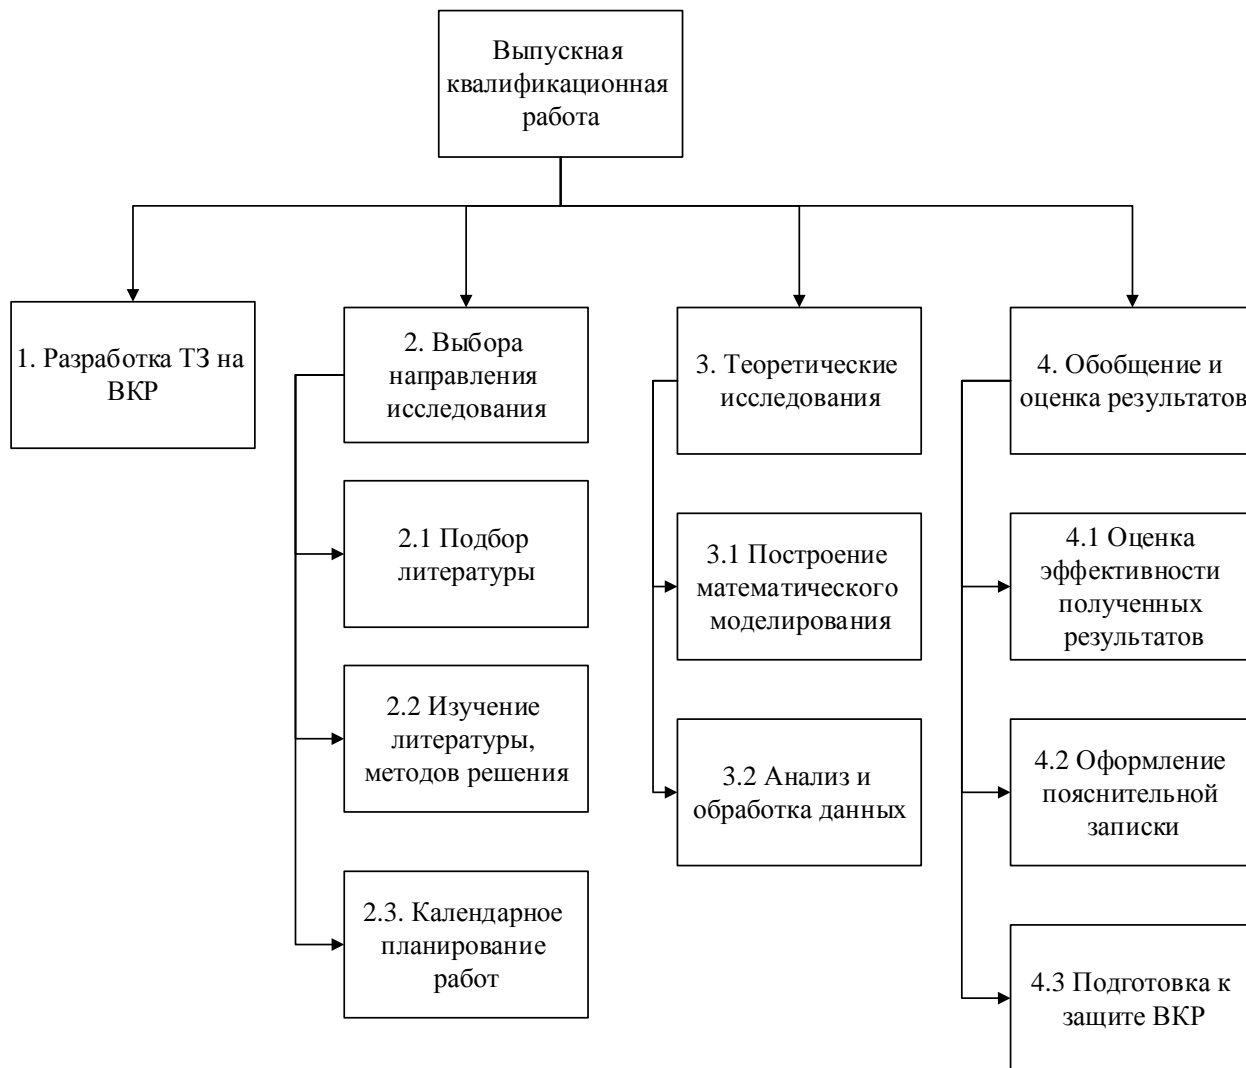 Выпускная
квалификационная
работа
1. Разработка ТЗ на
ВКР
2. Выбора
направления
исследования
2.1 Подбор
литературы
2.2 Изучение
литературы,
методов решения
2.3. Календарное
планирование
работ
3. Теоретические
исследования
3.1 Построение
математического
моделирования
3.2 Анализ и
обработка данных
4. Обобщение и
оценка результатов
4.1 Оценка
эффективности
полученных
результатов
4.2 Оформление
пояснительной
записки
4.3 Подготовка к
защите ВКР